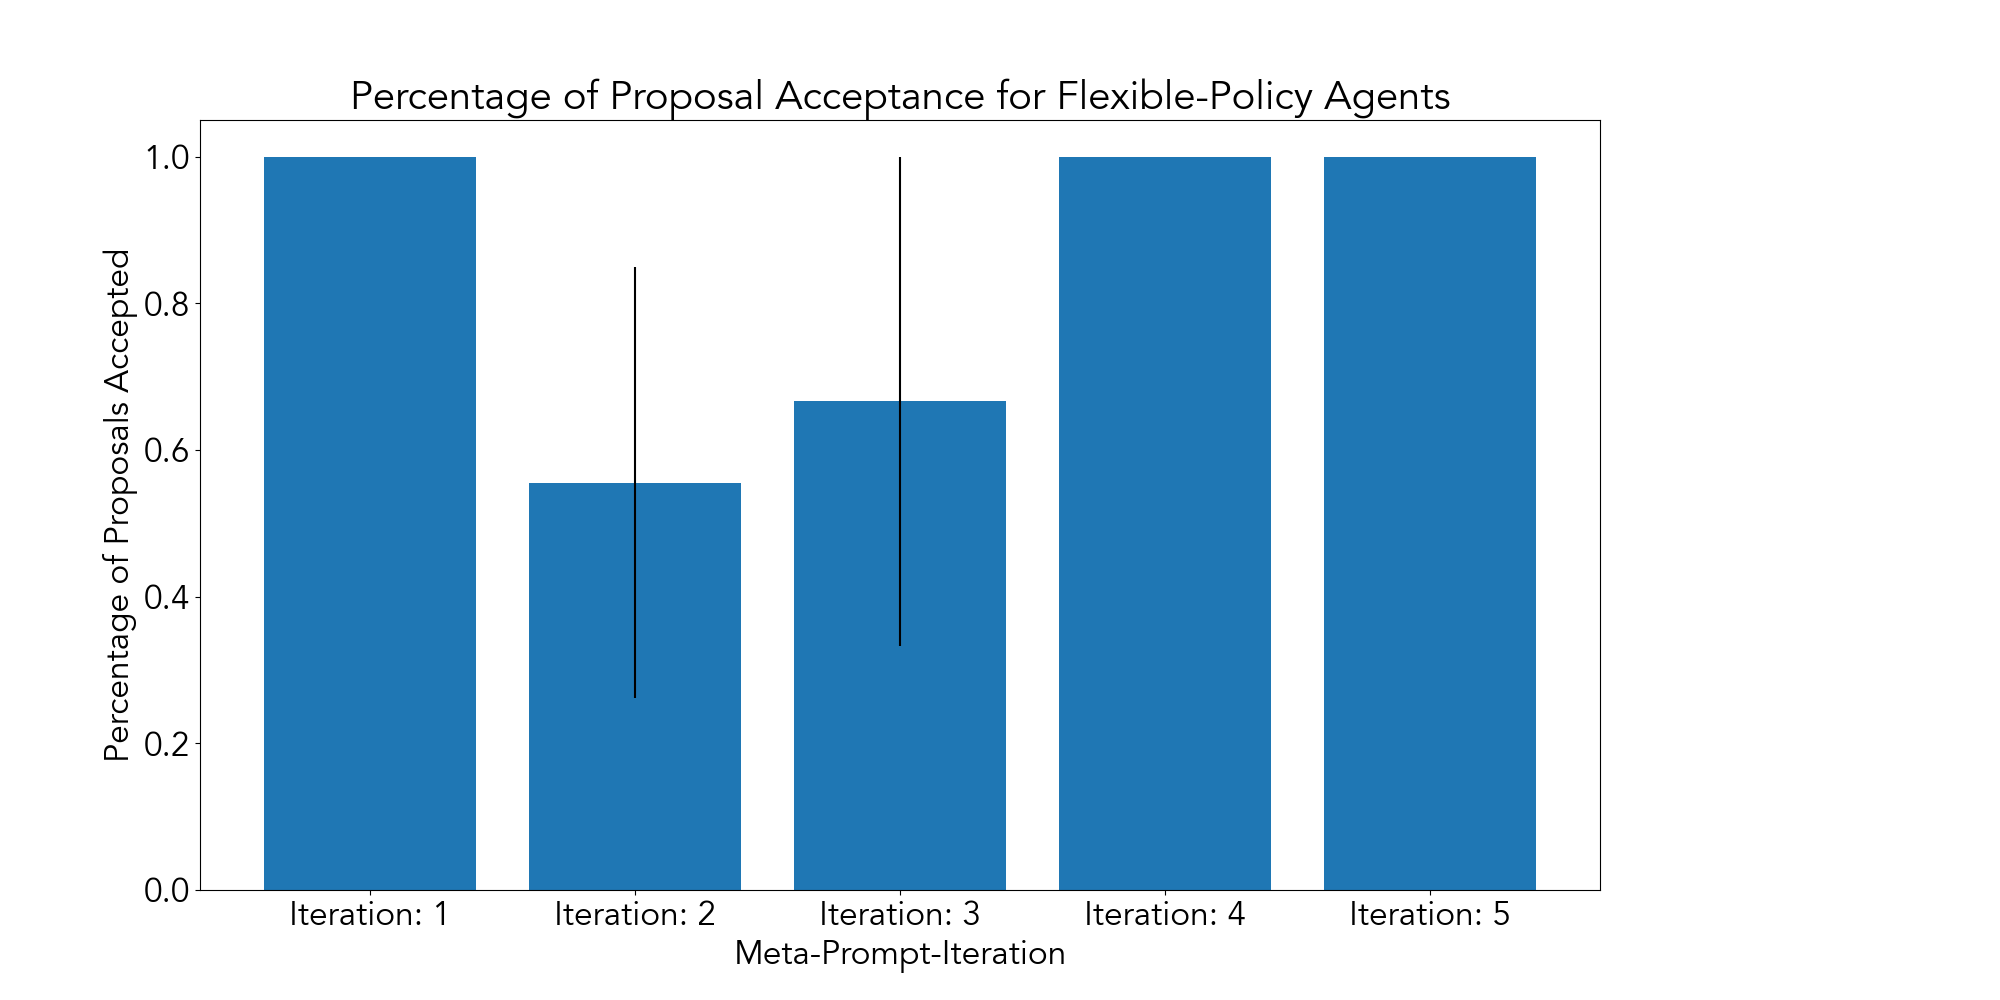 Percentage of Proposal Acceptance for Flexible-Policy Agents
Percentage of Proposals Accepted
1.0
0.8
0.6
0.4
0.2
0.0
Iteration: 1
Iteration: 2
Iteration: 3
Iteration: 4
Iteration: 5
Meta-Prompt-Iteration